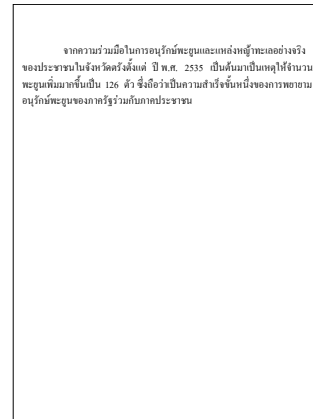 จากความร่วมมือในการอนุรักษ์พะยูนและแหล่งหญ้าทะเลอย่างจริง
ของประชาชนในจังหวัดตรังตั้งแต่ ปี พ.ศ. 2535 เป็นต้นมาเป็นเหตุให้จำนวน
พะยูนเพิ่มมากขึ้นเป็น 126 ตัว ซึ่งถือว่าเป็นความสำเร็จขั้นหนึ่งของการพยายาม
อนุรักษ์พะยูนของภาครัฐร่วมกับภาคประชาชน